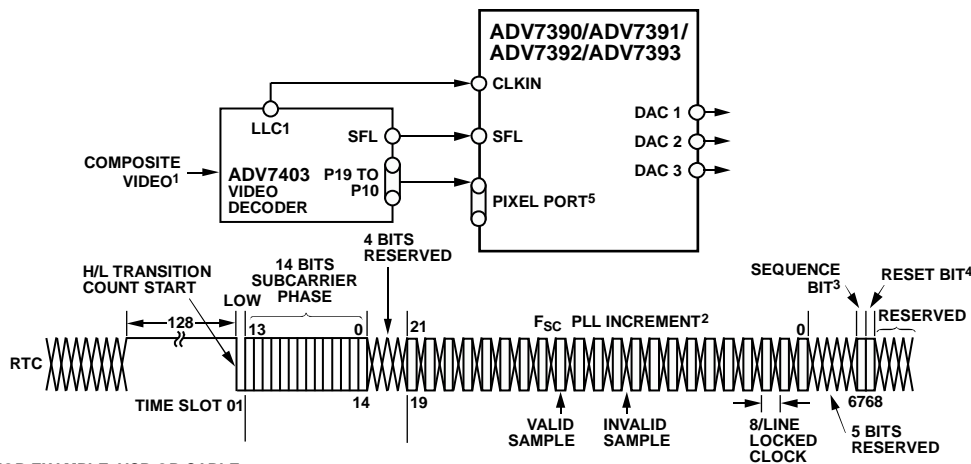 ADV7390/ADV7391/
ADV7392/ADV7393
CLKIN
LLC1
DAC 1
SFL
SFL
DAC 2
COMPOSITE
VIDEO1
ADV7403
VIDEO
DECODER
P19 TO
P10
DAC 3
PIXEL PORT5
4 BITS
RESERVED
H/L TRANSITION
COUNT START
14 BITS
SUBCARRIER
PHASE
SEQUENCE
BIT3
RESET BIT4
LOW
RESERVED
128
13
0
21
FSC PLL INCREMENT2
0
RTC
TIME SLOT 01
14
19
6768
VALID
SAMPLE
INVALID
SAMPLE
8/LINE
LOCKED
CLOCK
5 BITS
RESERVED